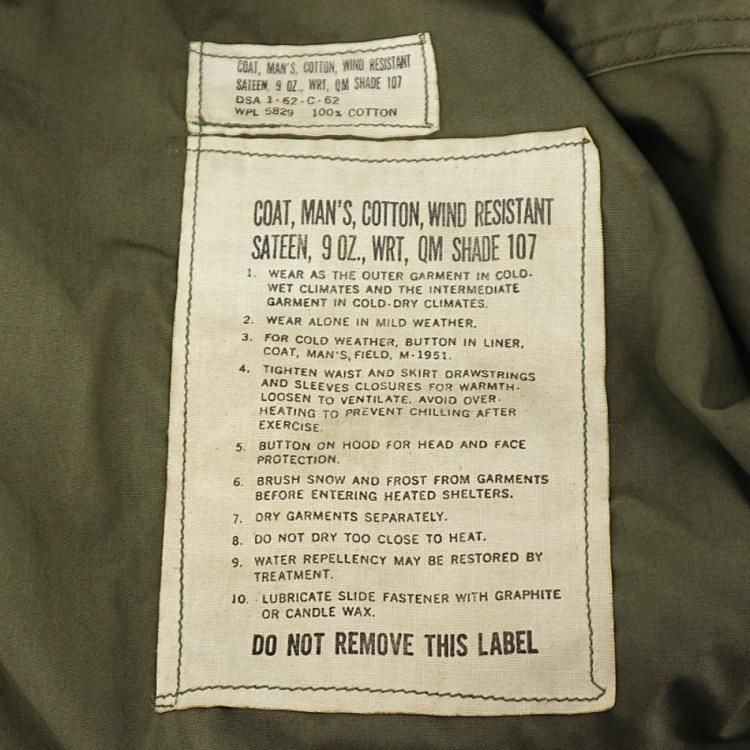 COAT, MAN'S, COTTON, WIND RESISTANT
SATEEN, 9 OZ., WRT, QM SHADE 107
DSA 1-62-C-62
WPL 5829 100% COTTON
COAT, MAN'S, COTTON, WIND RESISTANT
SATEEN, 9 OZ., WRT, QM SHADE 107
1. WEAR AS THE OUTER GARMENT IN COLD-
WET CLIMATES AND THE INTERMEDIATE
GARMENT IN COLD-DRY CLIMATES.
2. WEAR ALONE IN MILD WEATHER.
3. FOR COLD WEATHER, BUTTON IN LINER,
COAT, MAN'S, FIELD, M-1951.
4. TIGHTEN WAIST AND SKIRT DRAWSTRINGS
AND SLEEVES CLOSURES FOR WARMTH-
LOOSEN TO VENTILATE. AVOID OVER-
HEATING TO PREVENT CHILLING AFTER
EXERCISE.
5. BUTTON ON HOOD FOR HEAD AND FACE
PROTECTION.
6. BRUSH SNOW AND FROST FROM GARMENTS
BEFORE ENTERING HEATED SHELTERS.
7. DRY GARMENTS SEPARATELY.
8. DO NOT DRY TOO CLOSE TO HEAT.
9. WATER REPELLENCY MAY BE RESTORED BY
TREATMENT.
10. LUBRICATE SLIDE FASTENER WITH GRAPHITE
OR CANDLE WAX.
DO NOT REMOVE THIS LABEL